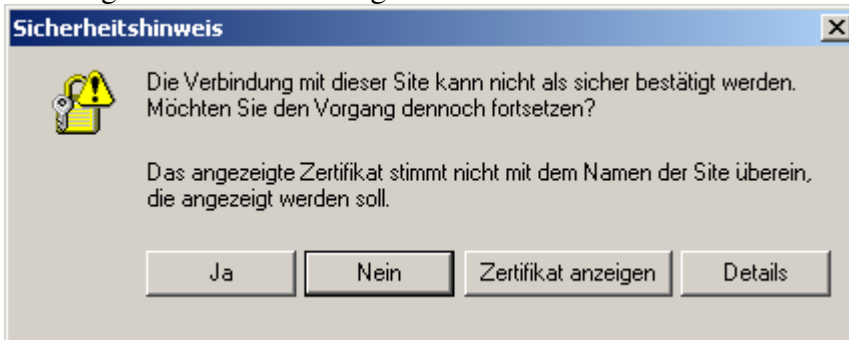 Sicherheitshinweis
Die Verbindung mit dieser Site kann nicht als sicher bestätigt werden.
Möchten Sie den Vorgang dennoch fortsetzen?
Das angezeigte Zertifikat stimmt nicht mit dem Namen der Site überein,
die angezeigt werden soll.
Ja Nein Zertifikat anzeigen Details